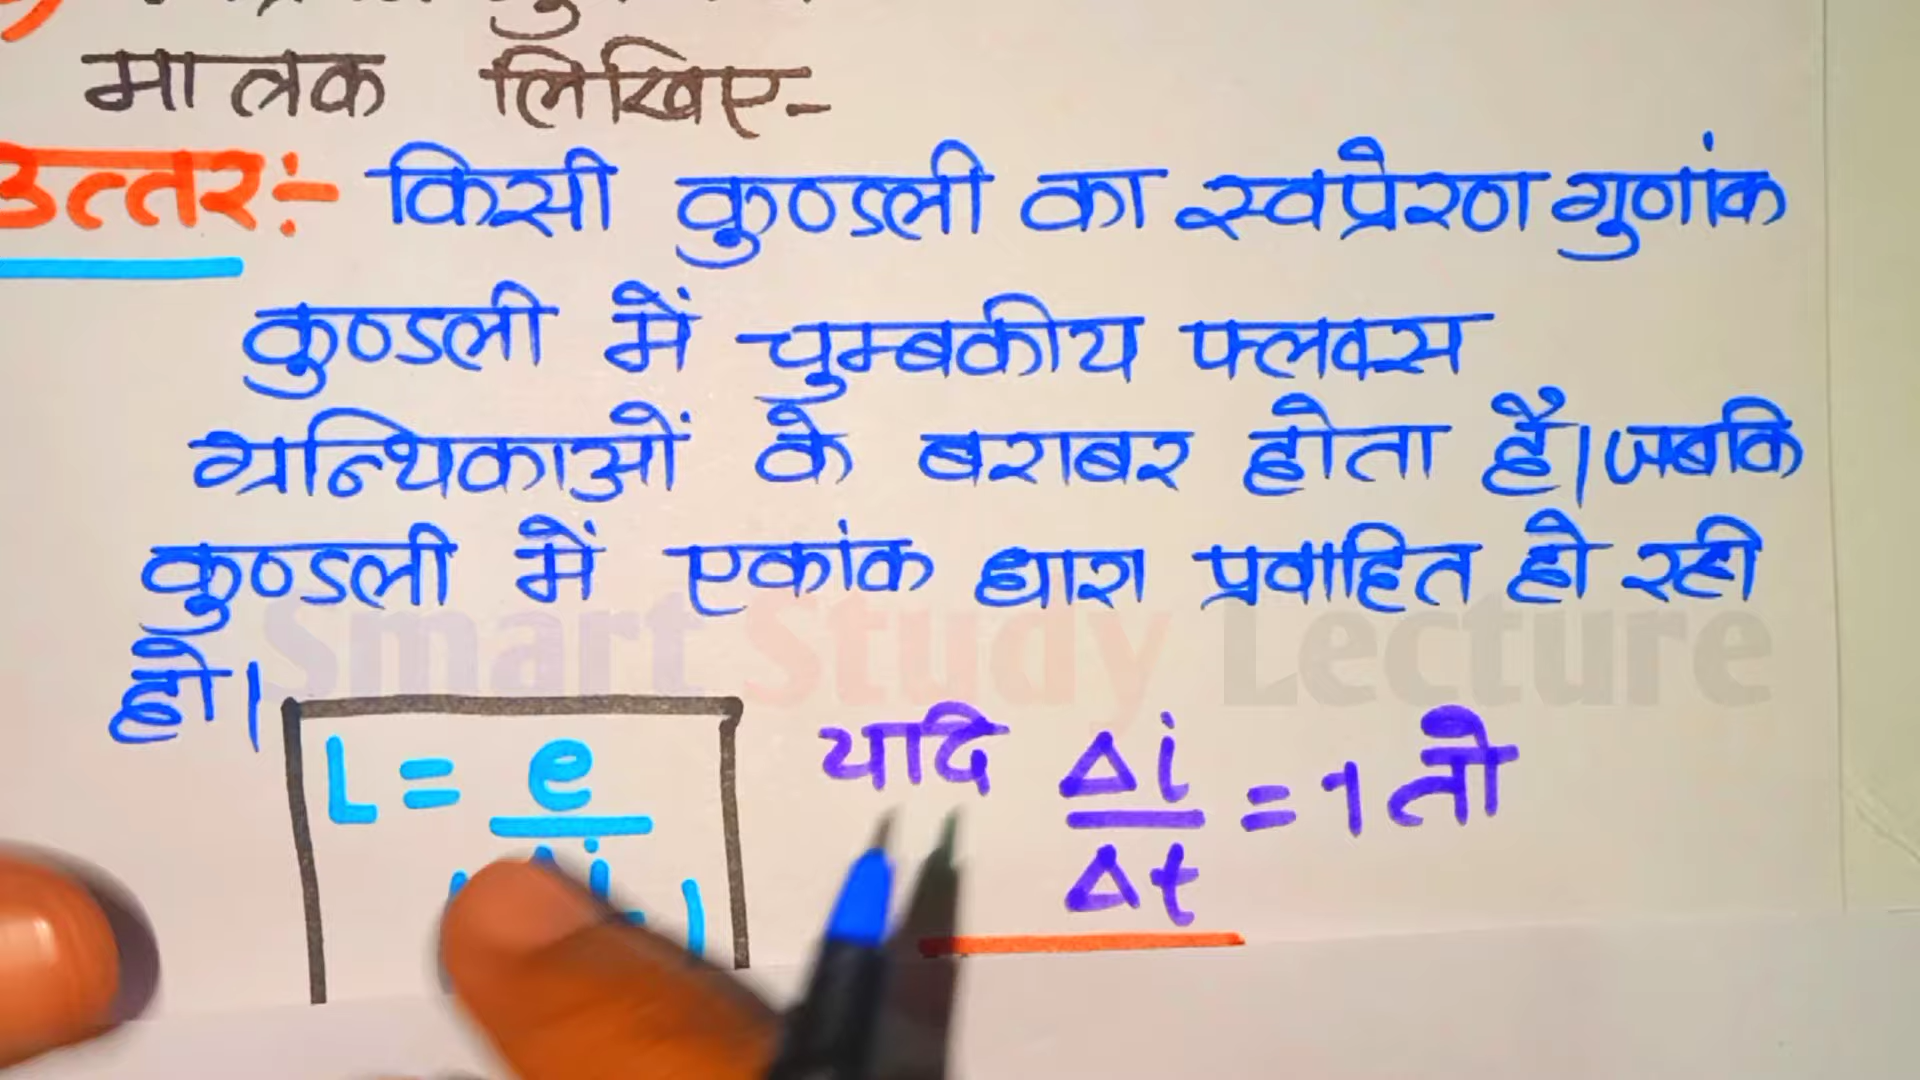 मात्रक लिखिए-
उत्तर:- किसी कुण्डली का स्वप्रेरण गुणांक
कुण्डली में चुम्बकीय फ्लक्स
ग्रन्थिकाओं के बराबर होता है। जबकि
कुण्डली में एकांक धारा प्रवाहित हो रही
हो।
Smart Study Lecture
L = e
यदि Δi/Δt = 1 तो